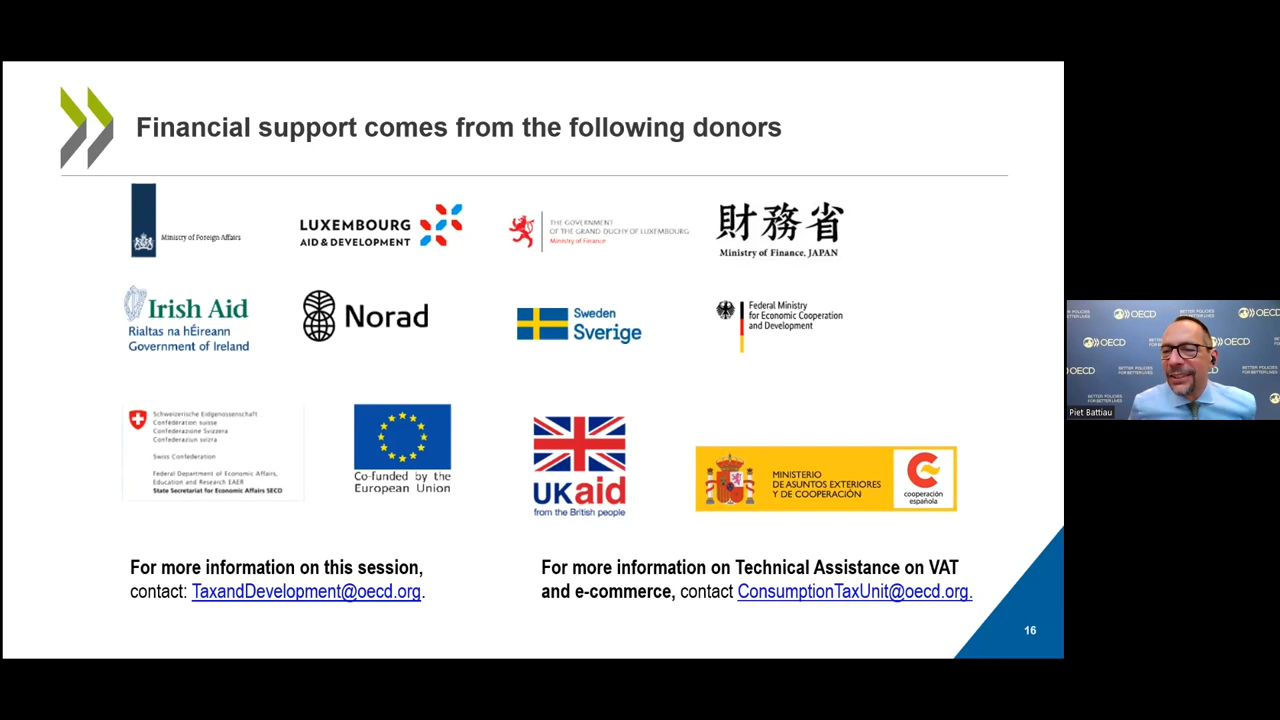 Financial support comes from the following donors
Ministry of Foreign Affairs
LUXEMBOURG
AID & DEVELOPMENT
THE GOVERNMENT
OF THE GRAND DUCHY OF LUXEMBOURG
Ministry of Finance
財務省
Ministry of Finance, JAPAN
Irish Aid
Rialtas na hÉireann
Government of Ireland
Norad
Sweden
Sverige
Federal Ministry
for Economic Cooperation
and Development
Schweizerische Eidgenossenschaft
Confédération suisse
Confederazione Svizzera
Confederaziun svizra
Swiss Confederation
Federal Department of Economic Affairs,
Education and Research EAER
State Secretariat for Economic Affairs SECO
Co-funded by the
European Union
UKaid
from the British people
MINISTERIO
DE ASUNTOS EXTERIORES
Y DE COOPERACIÓN
cooperación
española
For more information on this session,
contact: TaxandDevelopment@oecd.org.
For more information on Technical Assistance on VAT
and e-commerce, contact ConsumptionTaxUnit@oecd.org.
16
OECD
OECD
OECD
BETTER POLICIES
FOR BETTER LIVES
Piet Battiau